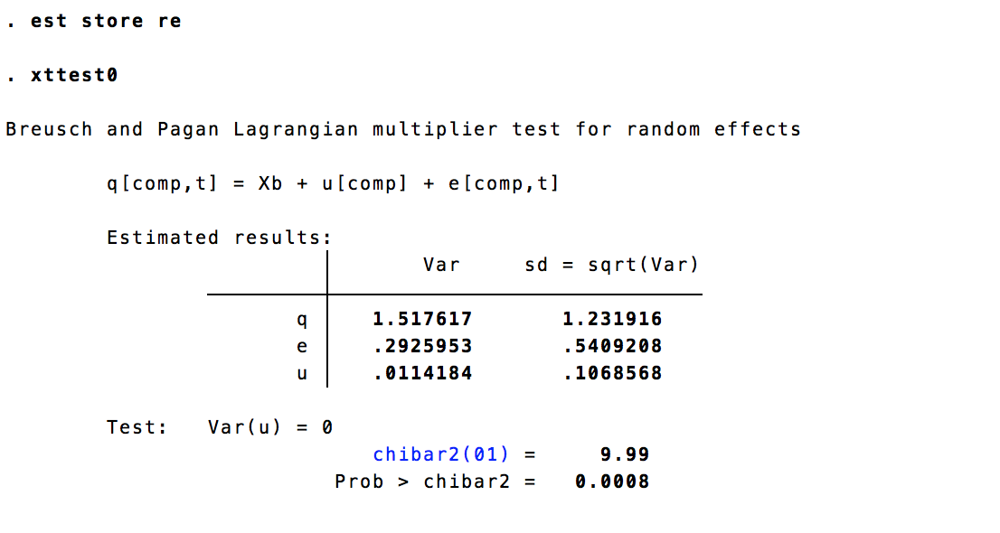 . est store re
. xttest0
Breusch and Pagan Lagrangian multiplier test for random effects
q[comp,t] = Xb + u[comp] + e[comp,t]
Estimated results:
Var sd = sqrt(Var)
q 1.517617 1.231916
e .2925953 .5409208
u .0114184 .1068568
Test: Var(u) = 0
chibar2(01) = 9.99
Prob > chibar2 = 0.0008